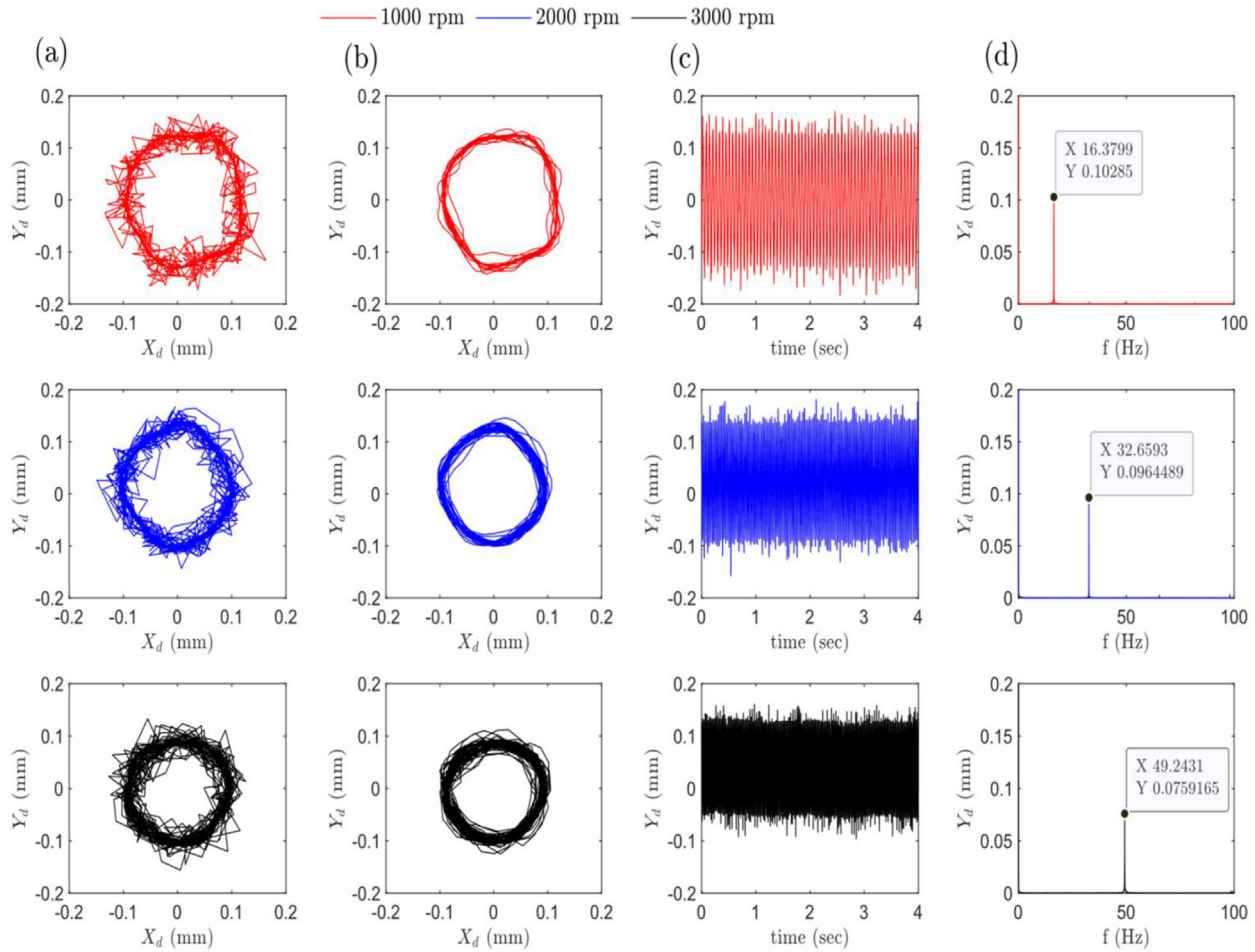 1000 rpm 2000 rpm 3000 rpm
(a) (b) (c) (d)
0.2 0.2 0.2 0.2
X 16.3799
Y 0.10285
0.1 0.1 0.1 0.15
Y_d (mm) Y_d (mm) Y_d (mm) Y_d (mm)
0 0 0 0.1
-0.1 -0.1 -0.1 0.05
-0.2 -0.2 -0.2 0
-0.2 -0.1 0 0.1 0.2 -0.2 -0.1 0 0.1 0.2 0 1 2 3 4 0 50 100
X_d (mm) X_d (mm) time (sec) f (Hz)
0.2 0.2 0.2 0.2
X 32.6593
Y 0.0964489
0.1 0.1 0.1 0.15
Y_d (mm) Y_d (mm) Y_d (mm) Y_d (mm)
0 0 0 0.1
-0.1 -0.1 -0.1 0.05
-0.2 -0.2 -0.2 0
-0.2 -0.1 0 0.1 0.2 -0.2 -0.1 0 0.1 0.2 0 1 2 3 4 0 50 100
X_d (mm) X_d (mm) time (sec) f (Hz)
0.2 0.2 0.2 0.2
X 49.2431
Y 0.0759165
0.1 0.1 0.1 0.15
Y_d (mm) Y_d (mm) Y_d (mm) Y_d (mm)
0 0 0 0.1
-0.1 -0.1 -0.1 0.05
-0.2 -0.2 -0.2 0
-0.2 -0.1 0 0.1 0.2 -0.2 -0.1 0 0.1 0.2 0 1 2 3 4 0 50 100
X_d (mm) X_d (mm) time (sec) f (Hz)